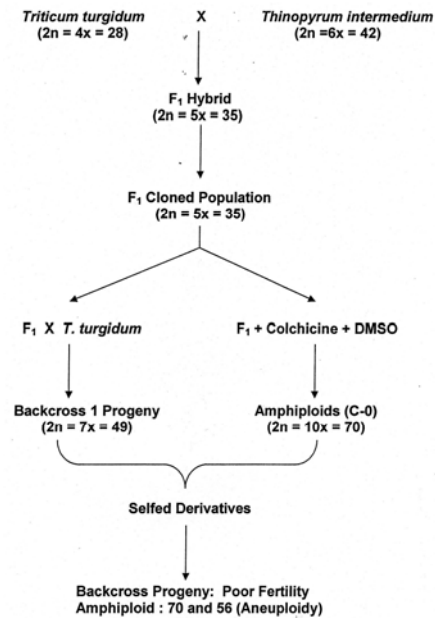 Triticum turgidum X Thinopyrum intermedium
(2n = 4x = 28) (2n =6x = 42)
F₁ Hybrid
(2n = 5x = 35)
F₁ Cloned Population
(2n = 5x = 35)
F₁ X T. turgidum F₁ + Colchicine + DMSO
Backcross 1 Progeny Amphiploids (C-0)
(2n = 7x = 49) (2n = 10x = 70)
Selfed Derivatives
Backcross Progeny: Poor Fertility
Amphiploid : 70 and 56 (Aneuploidy)